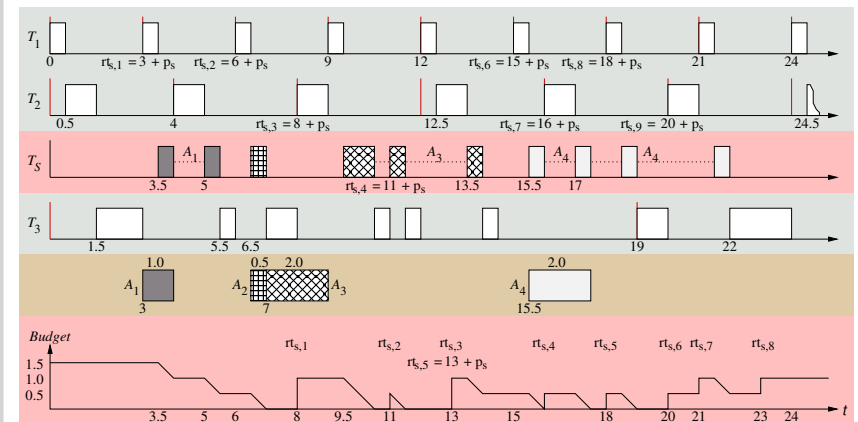 T1
0 rts,1 = 3 + ps rts,2 = 6 + ps 9 12 rts,6 = 15 + ps rts,8 = 18 + ps 21 24
T2
0.5 4 rts,3 = 8 + ps 12.5 rts,7 = 16 + ps rts,9 = 20 + ps 24.5
TS A1 A3 A4 A4
3.5 5 rts,4 = 11 + ps 13.5 15.5 17
T3
1.5 5.5 6.5 19 22
1.0 0.5 2.0 2.0
A1 A2 A3 A4
3 7 15.5
Budget rts,1 rts,2 rts,3 rts,4 rts,5 rts,6 rts,7 rts,8
rts,5 = 13 + ps
1.5
1.0
0.5
3.5 5 6 8 9.5 11 13 15 16 18 20 21 23 24 t